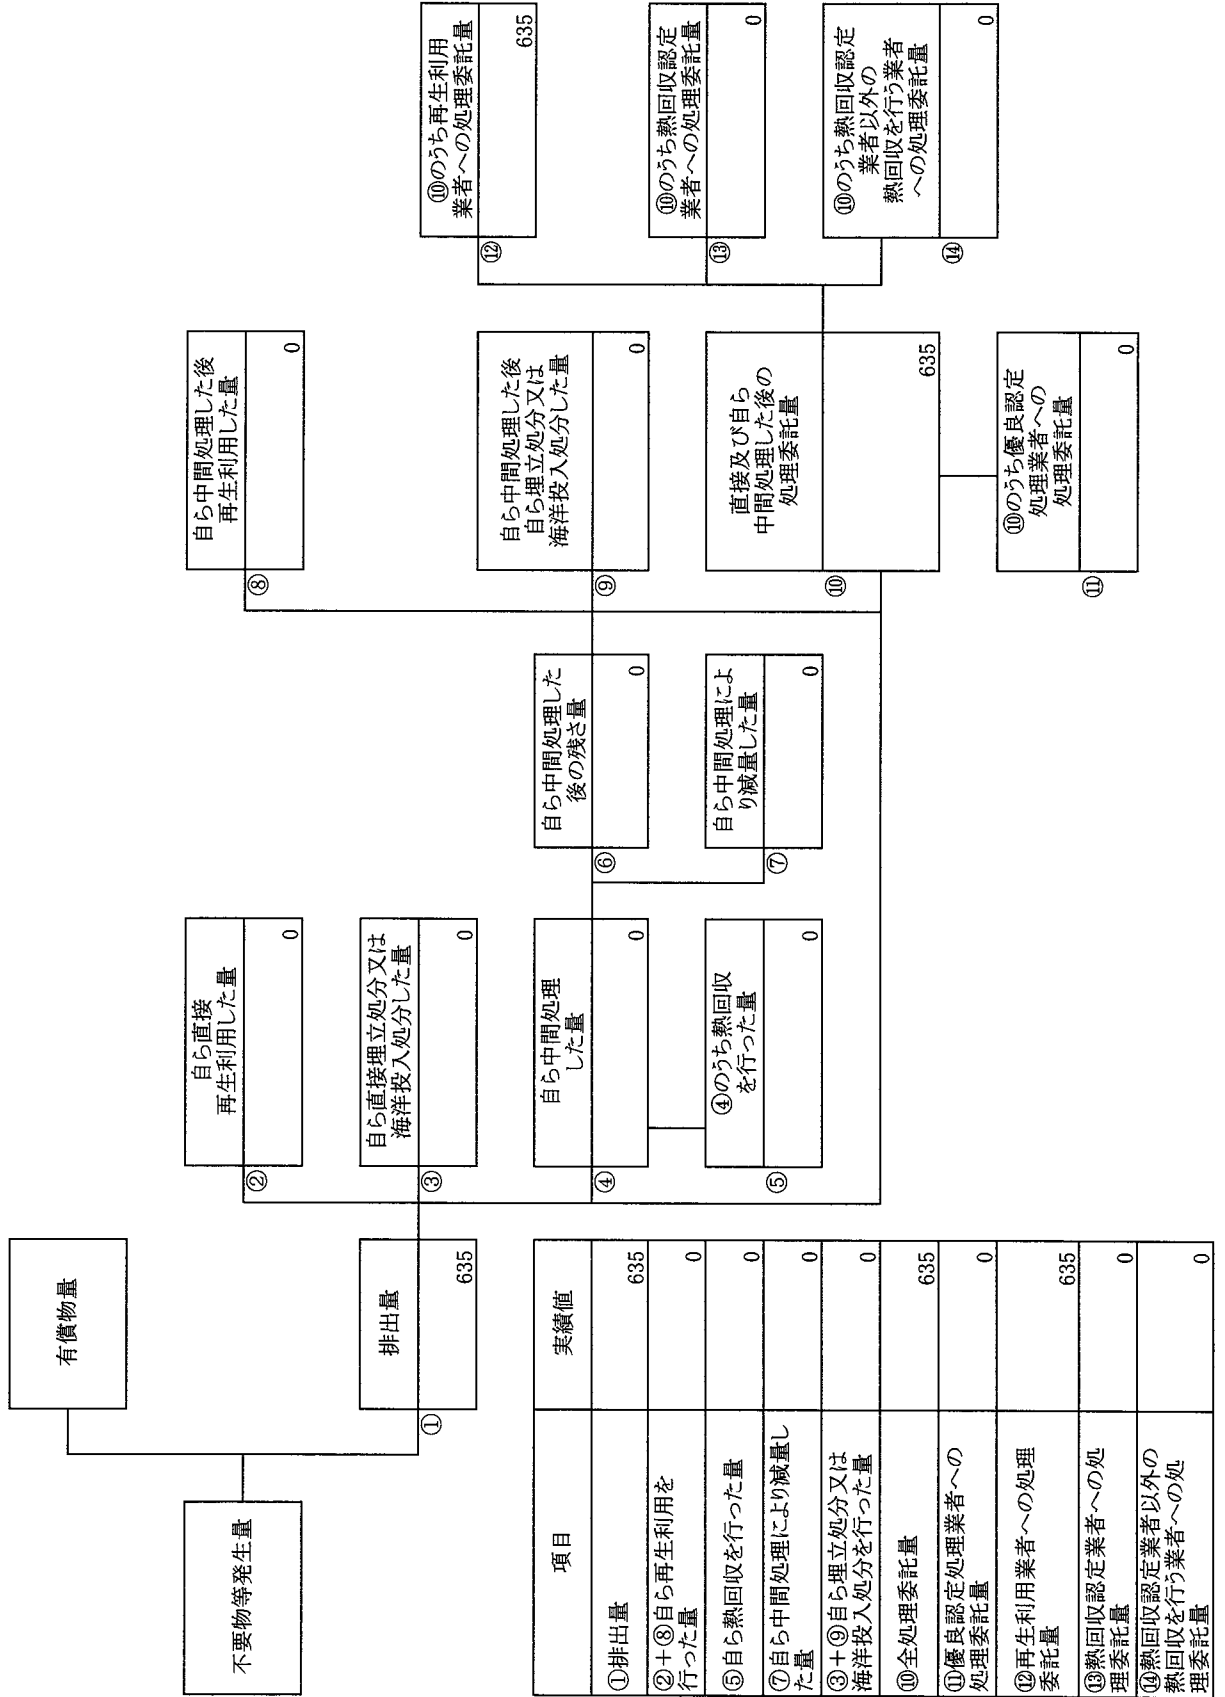 不要物等発生量
有償物量
①
排出量
635
②
自ら直接
再生利用した量
0
③
自ら直接埋立処分又は
海洋投入処分した量
0
④
自ら中間処理
した量
0
⑤
④のうち熱回収
を行った量
0
⑥
自ら中間処理した
後の残さ量
0
⑦
自ら中間処理によ
り減量した量
0
⑧
自ら中間処理した後
再生利用した量
0
⑨
自ら中間処理した後
自ら埋立処分又は
海洋投入処分した量
0
⑩
直接及び自ら
中間処理した後の
処理委託量
635
⑪
⑩のうち優良認定
処理業者への
処理委託量
0
⑫
⑩のうち再生利用
業者への処理委託量
635
⑬
⑩のうち熱回収認定
業者への処理委託量
0
⑭
⑩のうち熱回収認定
業者以外の
熱回収を行う業者
への処理委託量
0
項目 実績値
①排出量 635
②+⑧自ら再生利用を
行った量 0
⑤自ら熱回収を行った量 0
⑦自ら中間処理により減量し
た量 0
③+⑨自ら埋立処分又は
海洋投入処分を行った量 0
⑩全処理委託量 635
⑪優良認定処理業者への
処理委託量 0
⑫再生利用業者への処理
委託量 635
⑬熱回収認定業者への処
理委託量 0
⑭熱回収認定業者以外の
熱回収を行う業者への処
理委託量 0